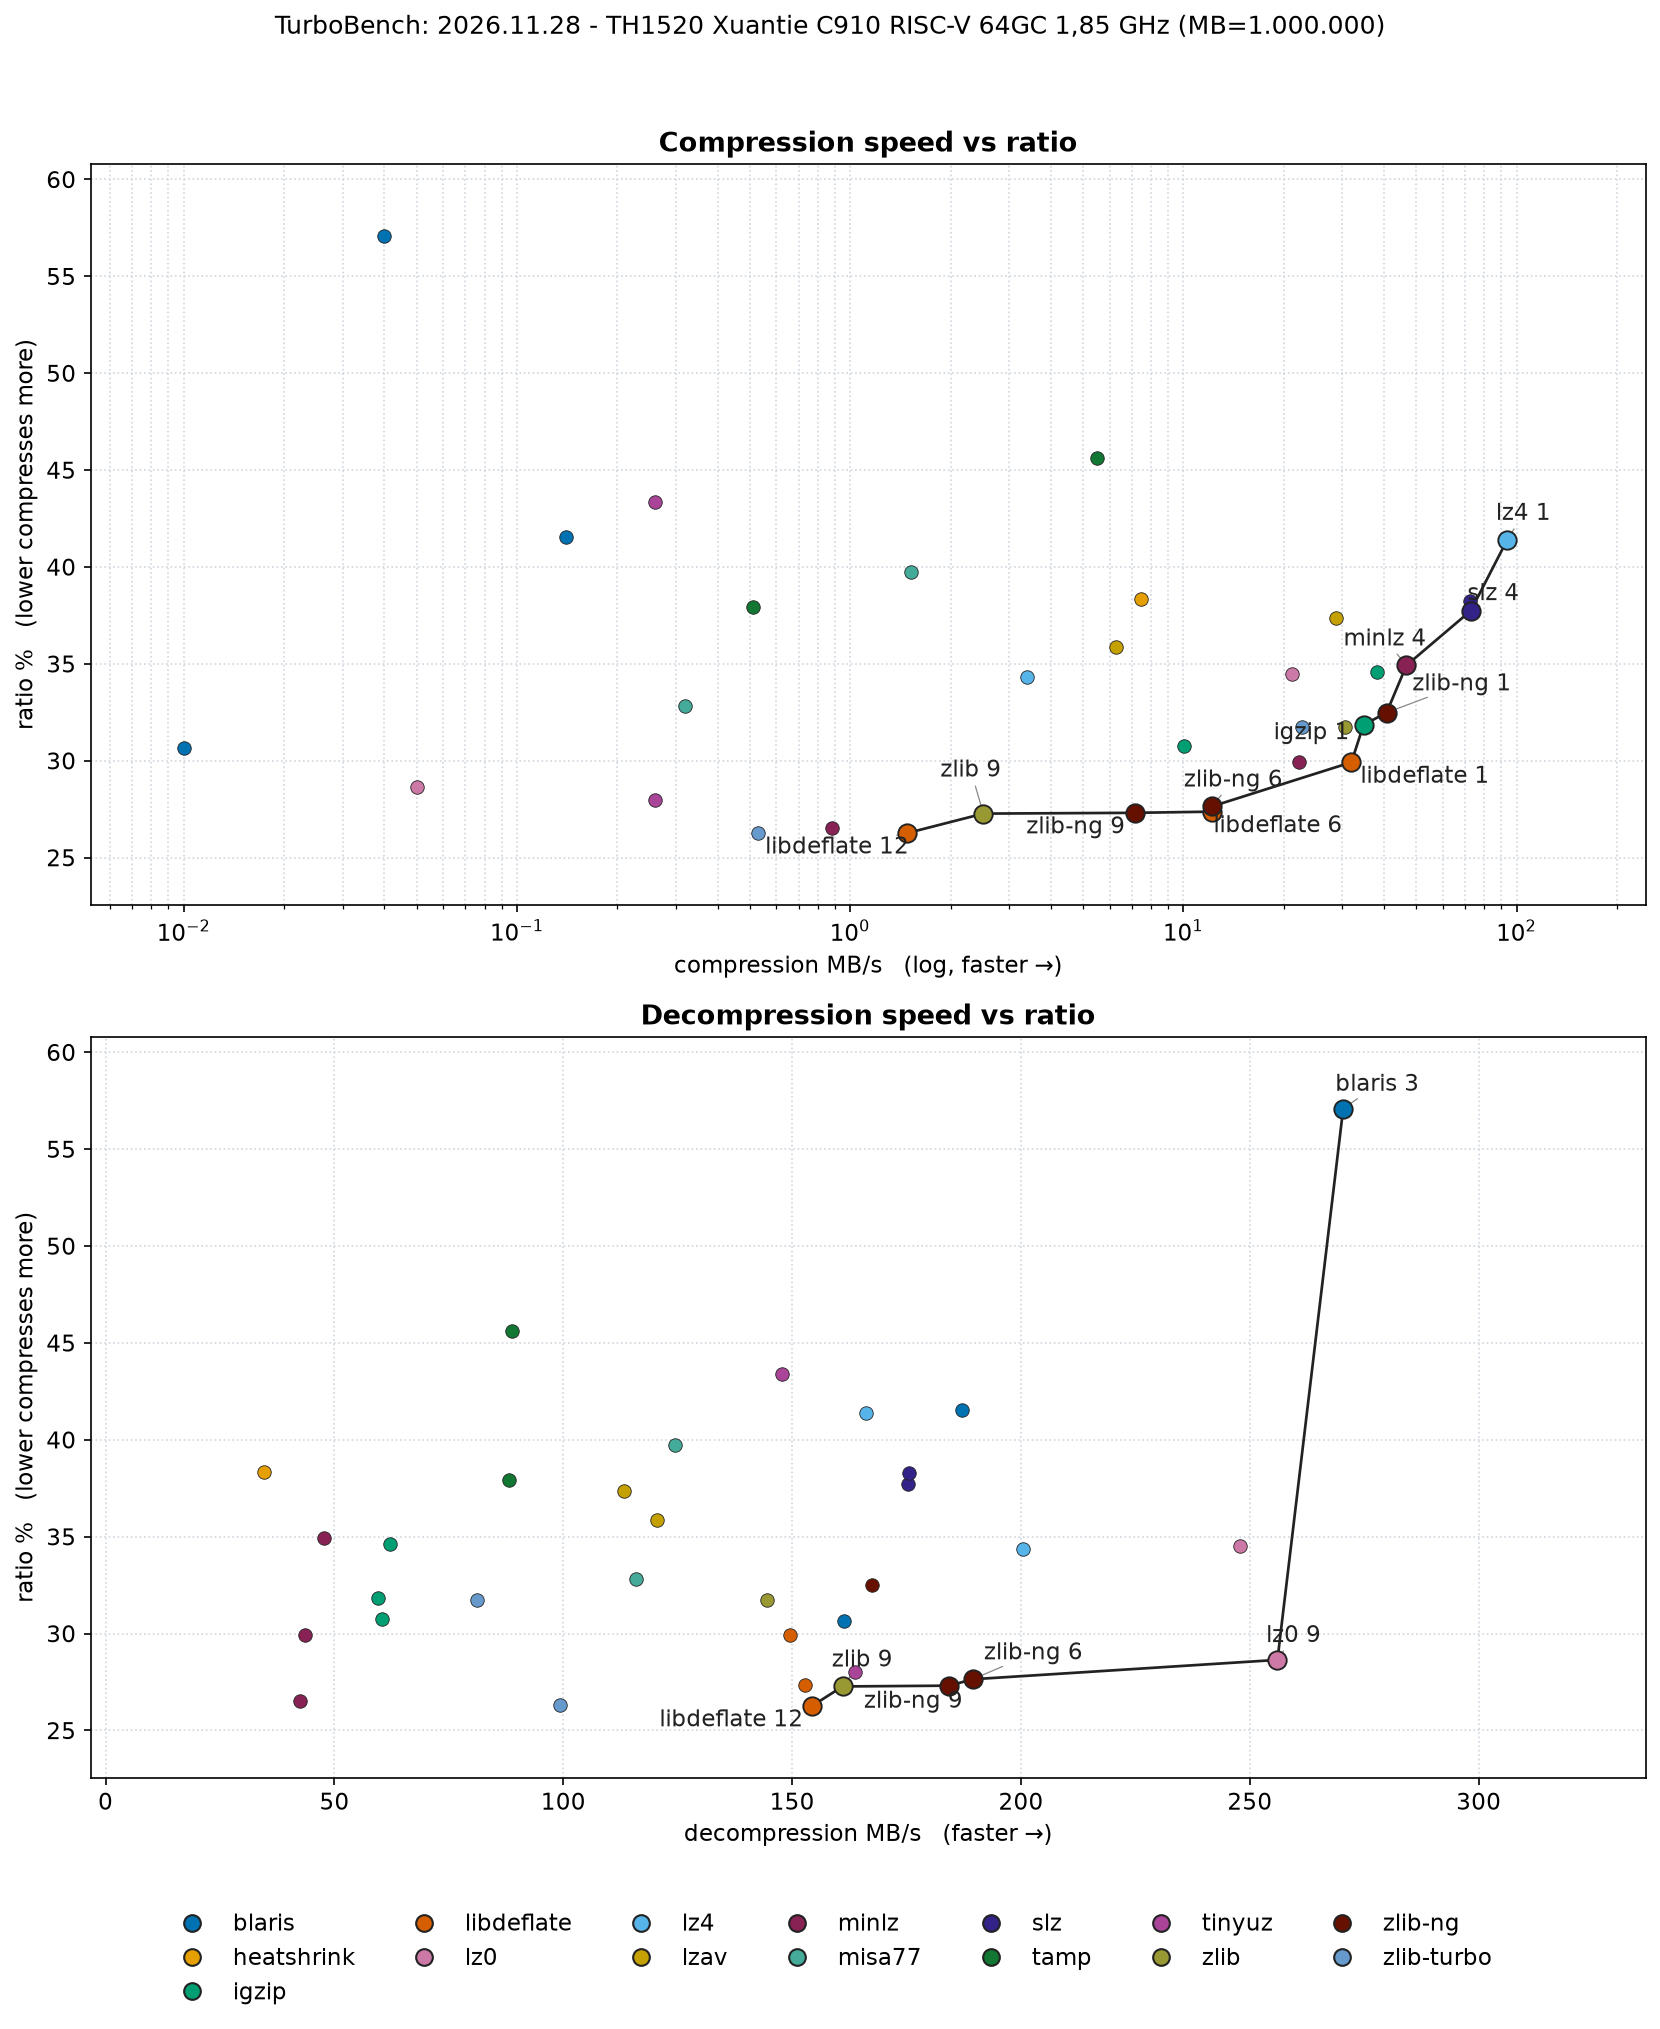 TurboBench: 2026.11.28 - TH1520 Xuantie C910 RISC-V 64GC 1,85 GHz (MB=1.000.000)
Compression speed vs ratio
ratio %   (lower compresses more)
60
55
50
45
40
35
30
25
lz4 1
slz 4
minlz 4
zlib-ng 1
igzip 1
libdeflate 1
zlib 9
zlib-ng 6
zlib-ng 9
libdeflate 6
libdeflate 12
10⁻² 10⁻¹ 10⁰ 10¹ 10²
compression MB/s   (log, faster →)
Decompression speed vs ratio
ratio %   (lower compresses more)
60
55
50
45
40
35
30
25
blaris 3
lz0 9
zlib 9
zlib-ng 6
zlib-ng 9
libdeflate 12
0 50 100 150 200 250 300
decompression MB/s   (faster →)
blaris libdeflate lz4 minlz slz tinyuz zlib-ng
heatshrink lz0 lzav misa77 tamp zlib zlib-turbo
igzip